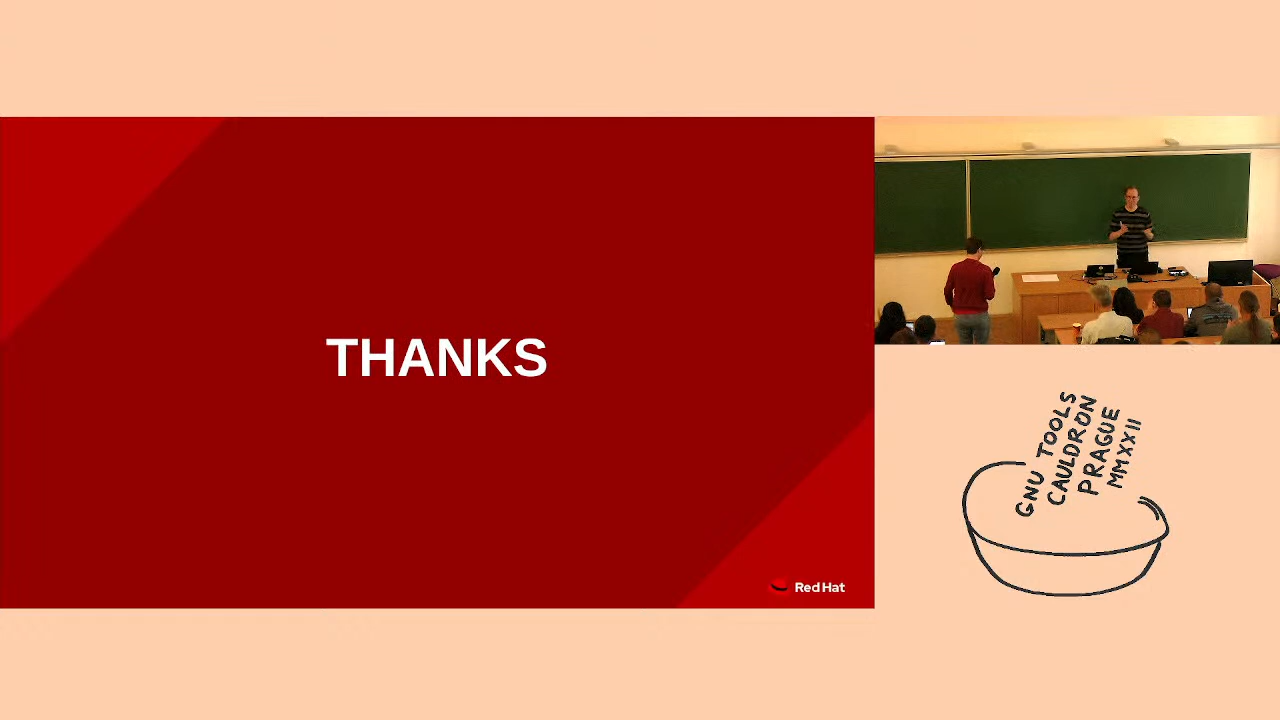 THANKS
Red Hat
GNU TOOLS
CAULDRON
PRAGUE
MMXXII